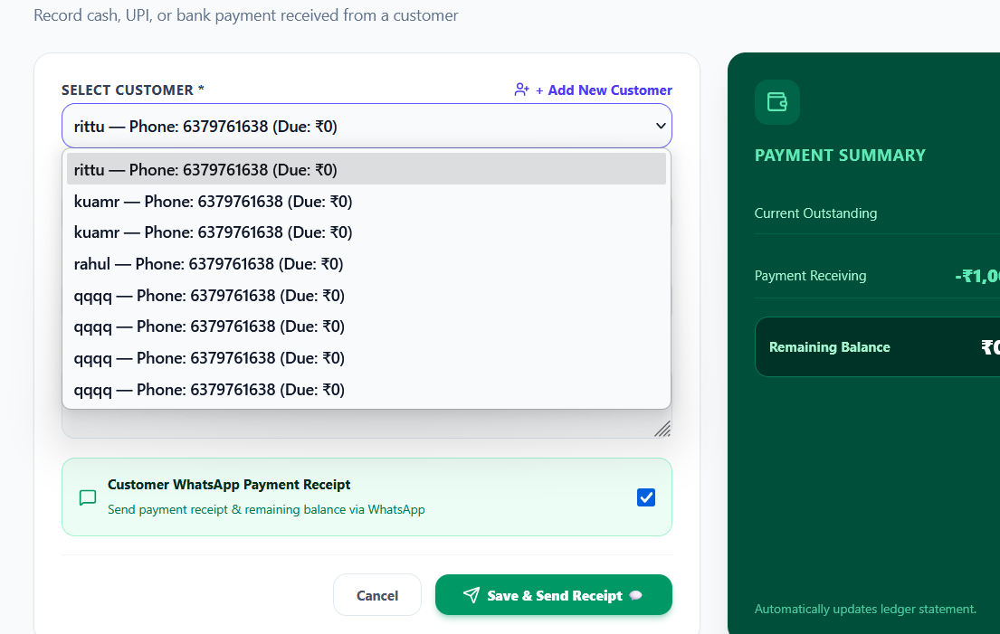 Record cash, UPI, or bank payment received from a customer
SELECT CUSTOMER *
+ Add New Customer
rittu — Phone: 6379761638 (Due: ₹0)
rittu — Phone: 6379761638 (Due: ₹0)
kuamr — Phone: 6379761638 (Due: ₹0)
kuamr — Phone: 6379761638 (Due: ₹0)
rahul — Phone: 6379761638 (Due: ₹0)
qqqq — Phone: 6379761638 (Due: ₹0)
qqqq — Phone: 6379761638 (Due: ₹0)
qqqq — Phone: 6379761638 (Due: ₹0)
qqqq — Phone: 6379761638 (Due: ₹0)
Customer WhatsApp Payment Receipt
Send payment receipt & remaining balance via WhatsApp
Cancel
Save & Send Receipt 💬
PAYMENT SUMMARY
Current Outstanding
Payment Receiving
-₹1,0
Remaining Balance
₹0
Automatically updates ledger statement.